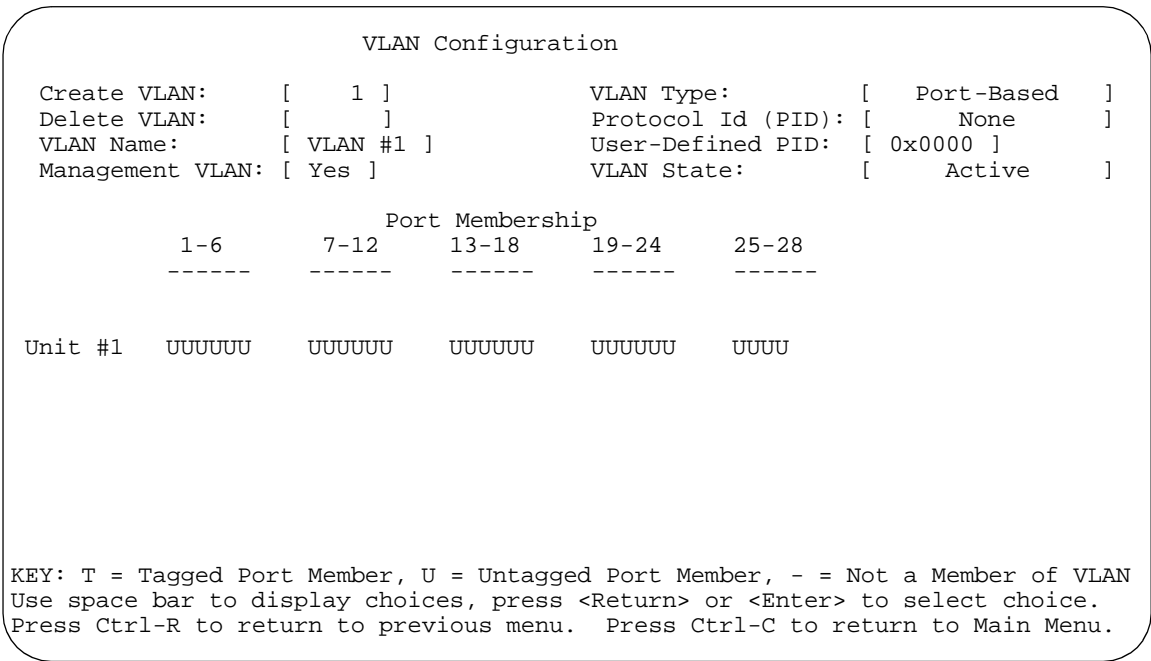 VLAN Configuration
Create VLAN: [ 1 ] VLAN Type: [ Port-Based ]
Delete VLAN: [ ] Protocol Id (PID): [ None ]
VLAN Name: [ VLAN #1 ] User-Defined PID: [ 0x0000 ]
Management VLAN: [ Yes ] VLAN State: [ Active ]
Port Membership
1-6 7-12 13-18 19-24 25-28
------ ------ ------ ------ ------
Unit #1 UUUUUU UUUUUU UUUUUU UUUUUU UUUU
KEY: T = Tagged Port Member, U = Untagged Port Member, - = Not a Member of VLAN
Use space bar to display choices, press <Return> or <Enter> to select choice.
Press Ctrl-R to return to previous menu. Press Ctrl-C to return to Main Menu.